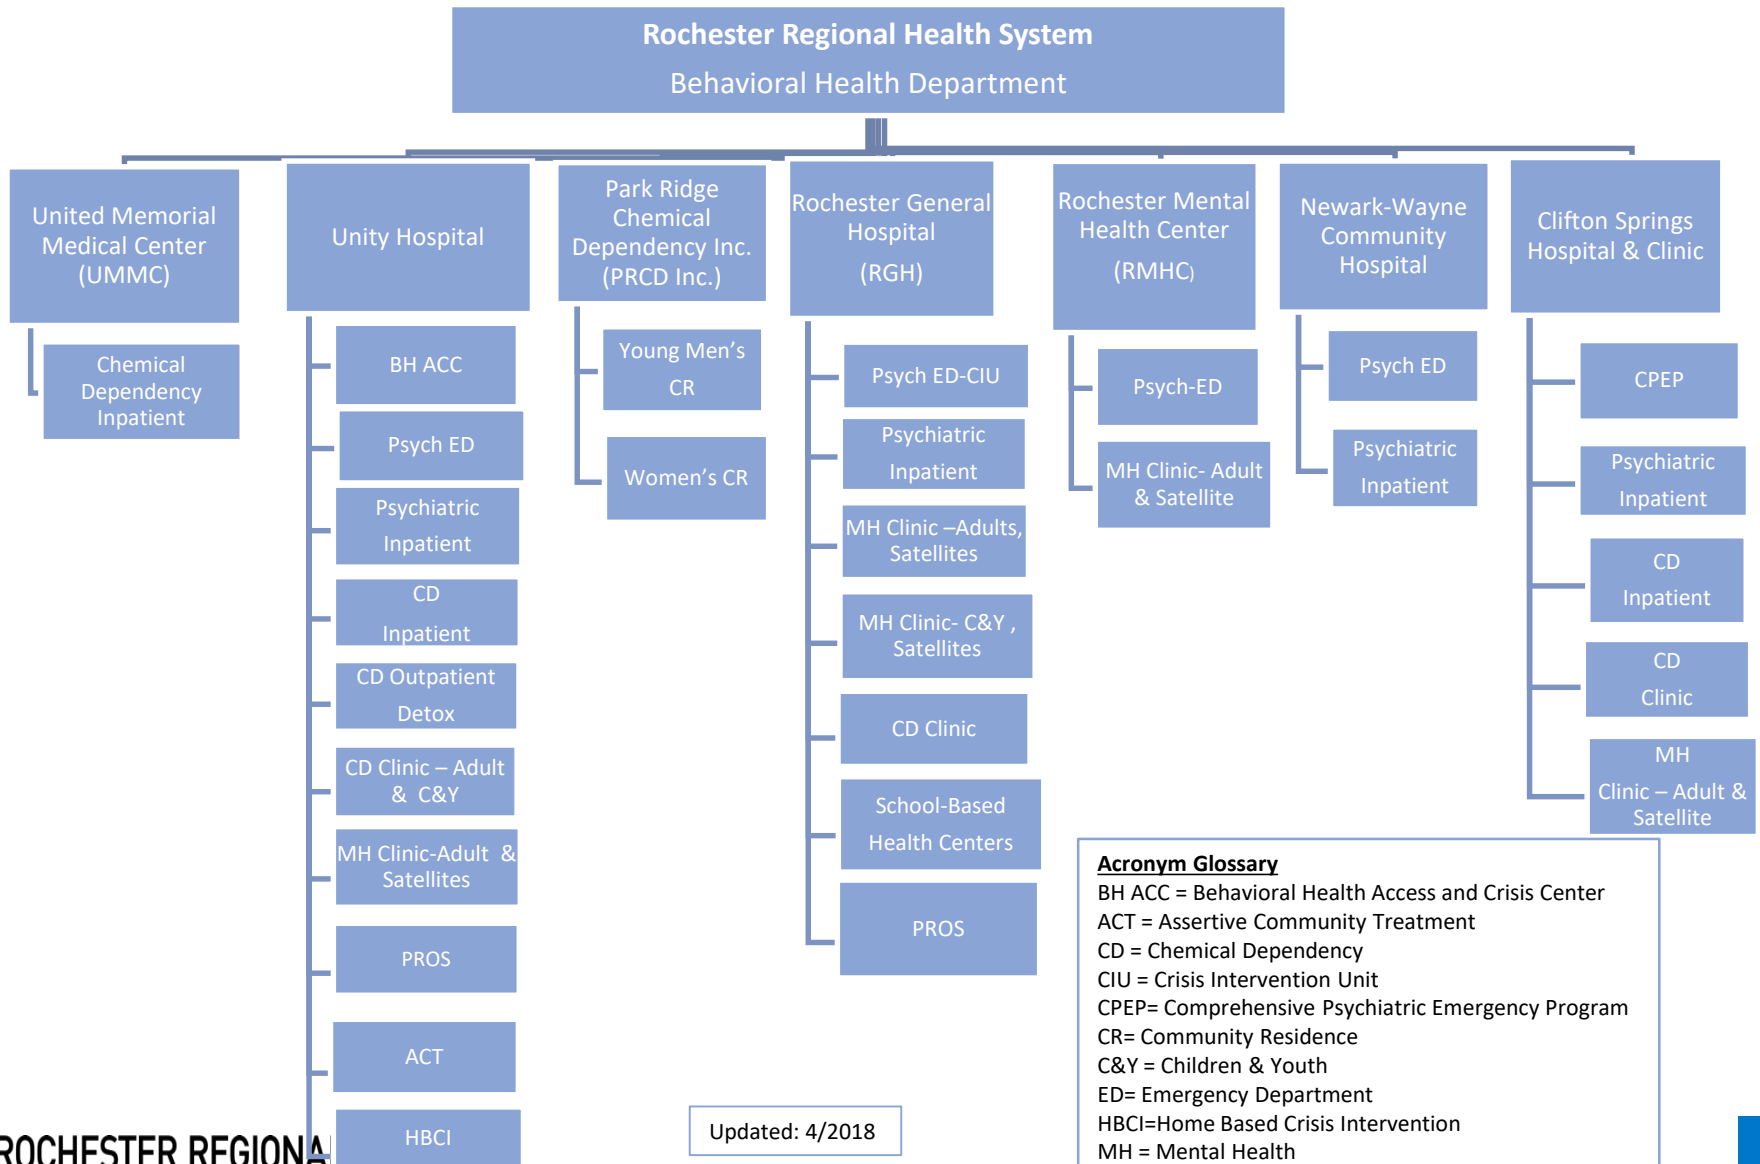 Rochester Regional Health System
Behavioral Health Department
United Memorial
Medical Center
(UMMC)
Chemical
Dependency
Inpatient
Unity Hospital
BH ACC
Psych ED
Psychiatric
Inpatient
CD
Inpatient
CD Outpatient
Detox
CD Clinic – Adult
& C&Y
MH Clinic-Adult &
Satellites
PROS
ACT
HBCI
Park Ridge
Chemical
Dependency Inc.
(PRCD Inc.)
Young Men's
CR
Women's CR
Rochester General
Hospital
(RGH)
Psych ED-CIU
Psychiatric
Inpatient
MH Clinic –Adults,
Satellites
MH Clinic- C&Y ,
Satellites
CD Clinic
School-Based
Health Centers
PROS
Rochester Mental
Health Center
(RMHC)
Psych-ED
MH Clinic- Adult
& Satellite
Newark-Wayne
Community
Hospital
Psych ED
Psychiatric
Inpatient
Clifton Springs
Hospital & Clinic
CPEP
Psychiatric
Inpatient
CD
Inpatient
CD
Clinic
MH
Clinic – Adult &
Satellite
Acronym Glossary
BH ACC = Behavioral Health Access and Crisis Center
ACT = Assertive Community Treatment
CD = Chemical Dependency
CIU = Crisis Intervention Unit
CPEP= Comprehensive Psychiatric Emergency Program
CR= Community Residence
C&Y = Children & Youth
ED= Emergency Department
HBCI=Home Based Crisis Intervention
MH = Mental Health
Updated: 4/2018
ROCHESTER REGIONA